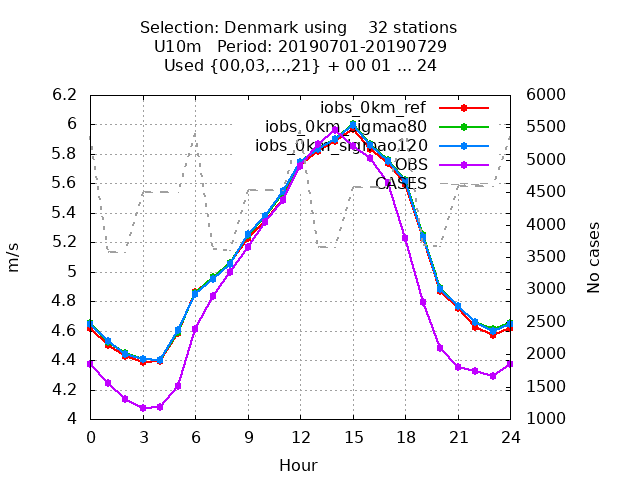 Selection: Denmark using    32 stations
U10m   Period: 20190701-20190729
Used {00,03,...,21} + 00 01 ... 24
iobs_0km_ref
iobs_0km_sigmao80
iobs_0km_sigmao120
OBS
CASES
6.2
6
5.8
5.6
5.4
5.2
5
4.8
4.6
4.4
4.2
4
m/s
6000
5500
5000
4500
4000
3500
3000
2500
2000
1500
1000
No cases
0 3 6 9 12 15 18 21 24
Hour